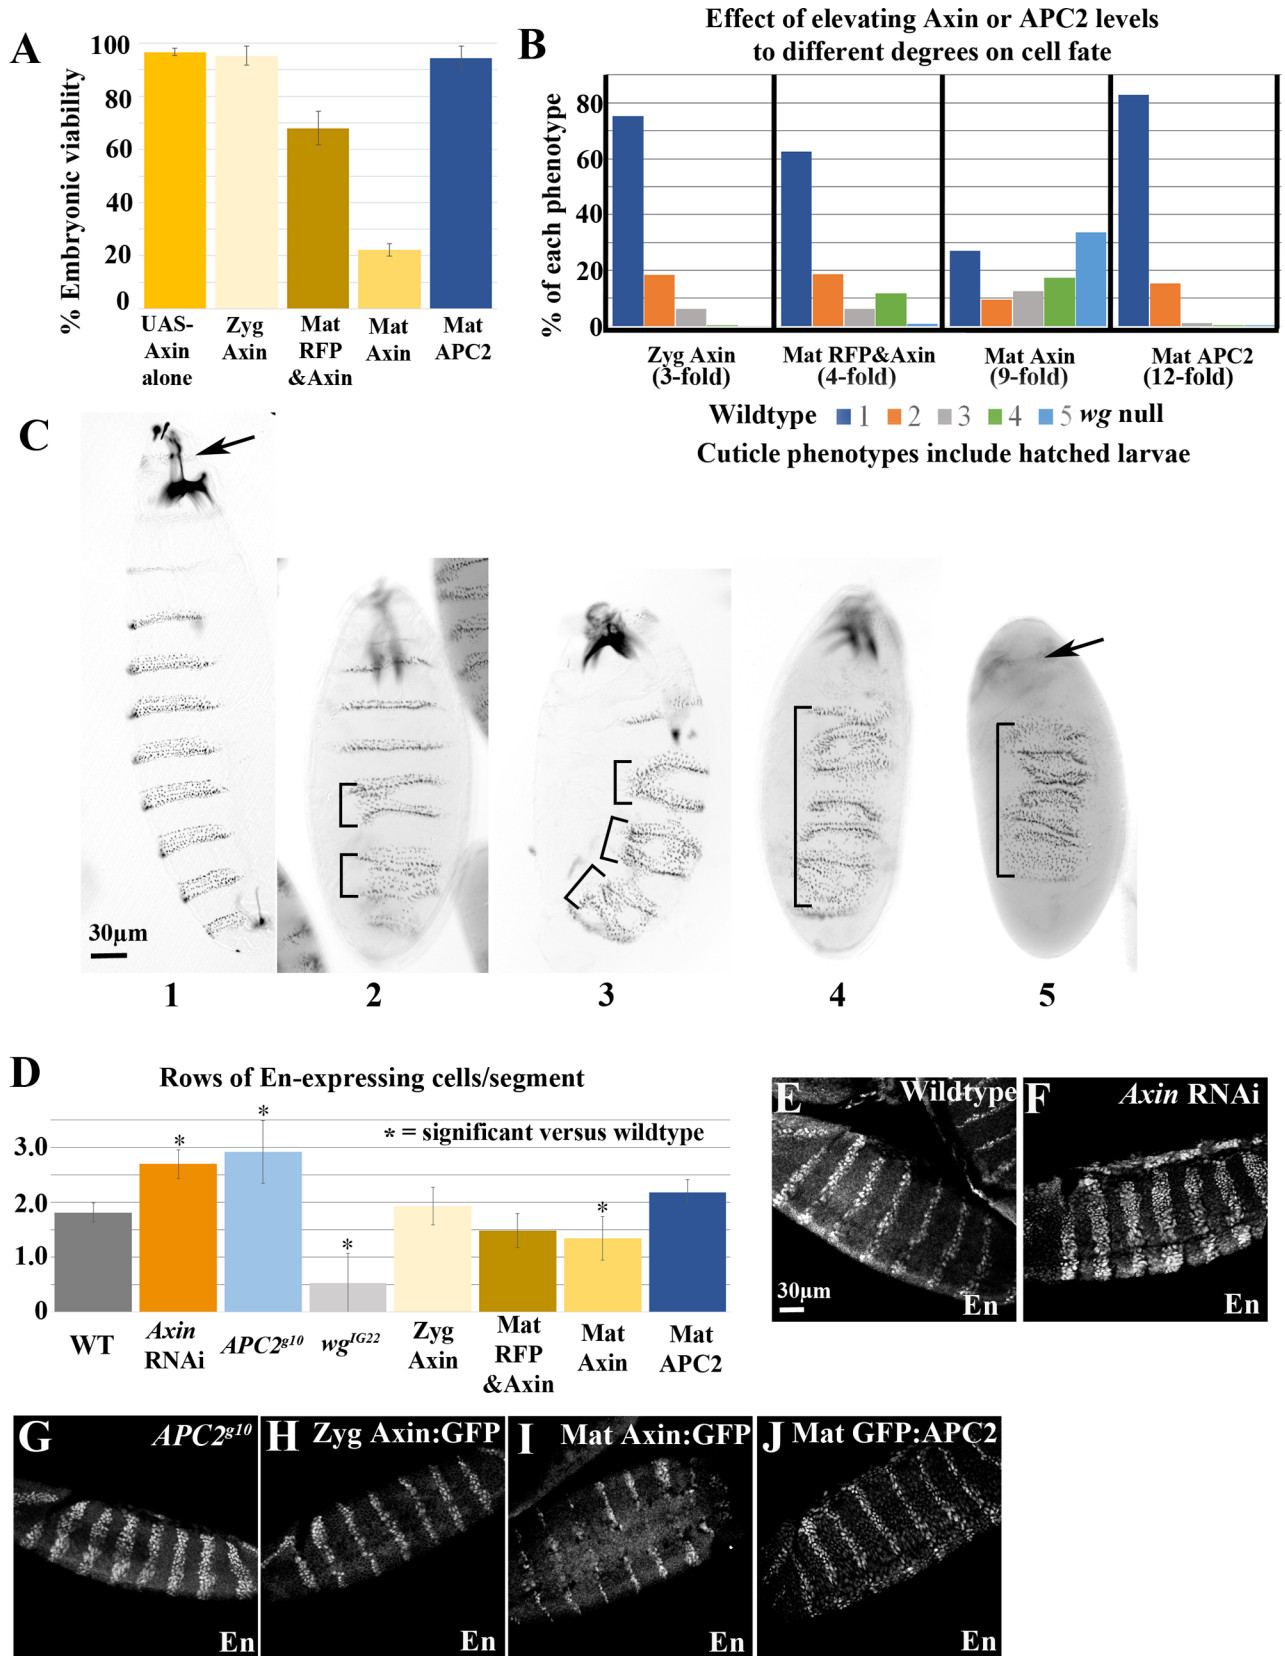 A
100
80
60
40
20
0
% Embryonic viability
UAS-
Axin
alone
Zyg
Axin
Mat
RFP
&Axin
Mat
Axin
Mat
APC2
B
Effect of elevating Axin or APC2 levels
to different degrees on cell fate
% of each phenotype
80
60
40
20
0
Zyg Axin
(3-fold)
Mat RFP&Axin
(4-fold)
Mat Axin
(9-fold)
Mat APC2
(12-fold)
Wildtype 1 2 3 4 5 wg null
Cuticle phenotypes include hatched larvae
C
30µm
1
2
3
4
5
D
Rows of En-expressing cells/segment
* = significant versus wildtype
3.0
2.0
1.0
0
*
*
*
*
WT
Axin
RNAi
APC2g10
wgIG22
Zyg
Axin
Mat
RFP
&Axin
Mat
Axin
Mat
APC2
E
Wildtype
30µm
En
F
Axin RNAi
En
G
APC2g10
En
H
Zyg Axin:GFP
En
I
Mat Axin:GFP
En
J
Mat GFP:APC2
En